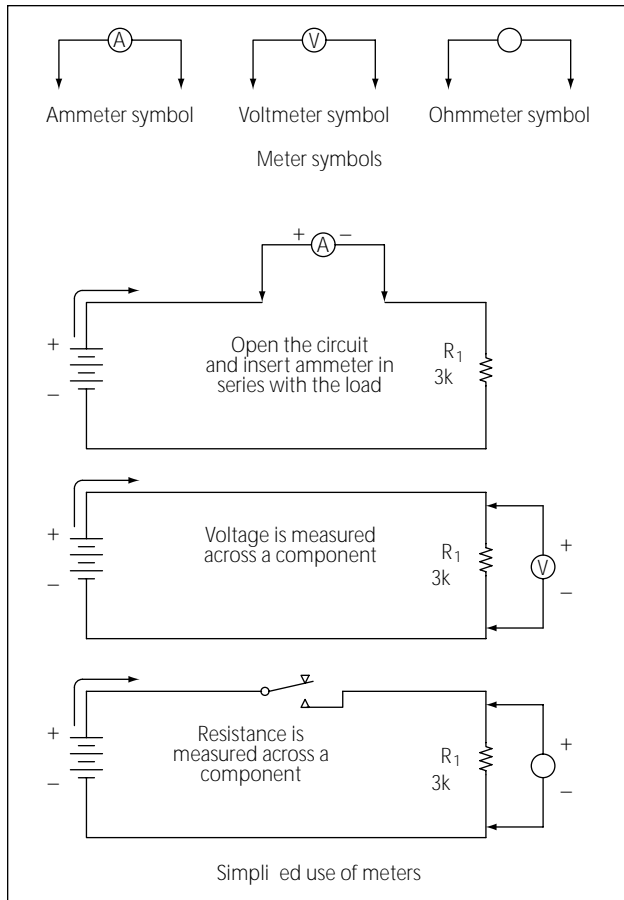 A
V
Ammeter symbol
Voltmeter symbol
Ohmmeter symbol
Meter symbols
+ A −
+
−
Open the circuit
and insert ammeter in
series with the load
R1
3k
+
−
Voltage is measured
across a component
R1
3k
+
V
−
+
−
Resistance is
measured across a
component
R1
3k
+
−
Simpli ed use of meters